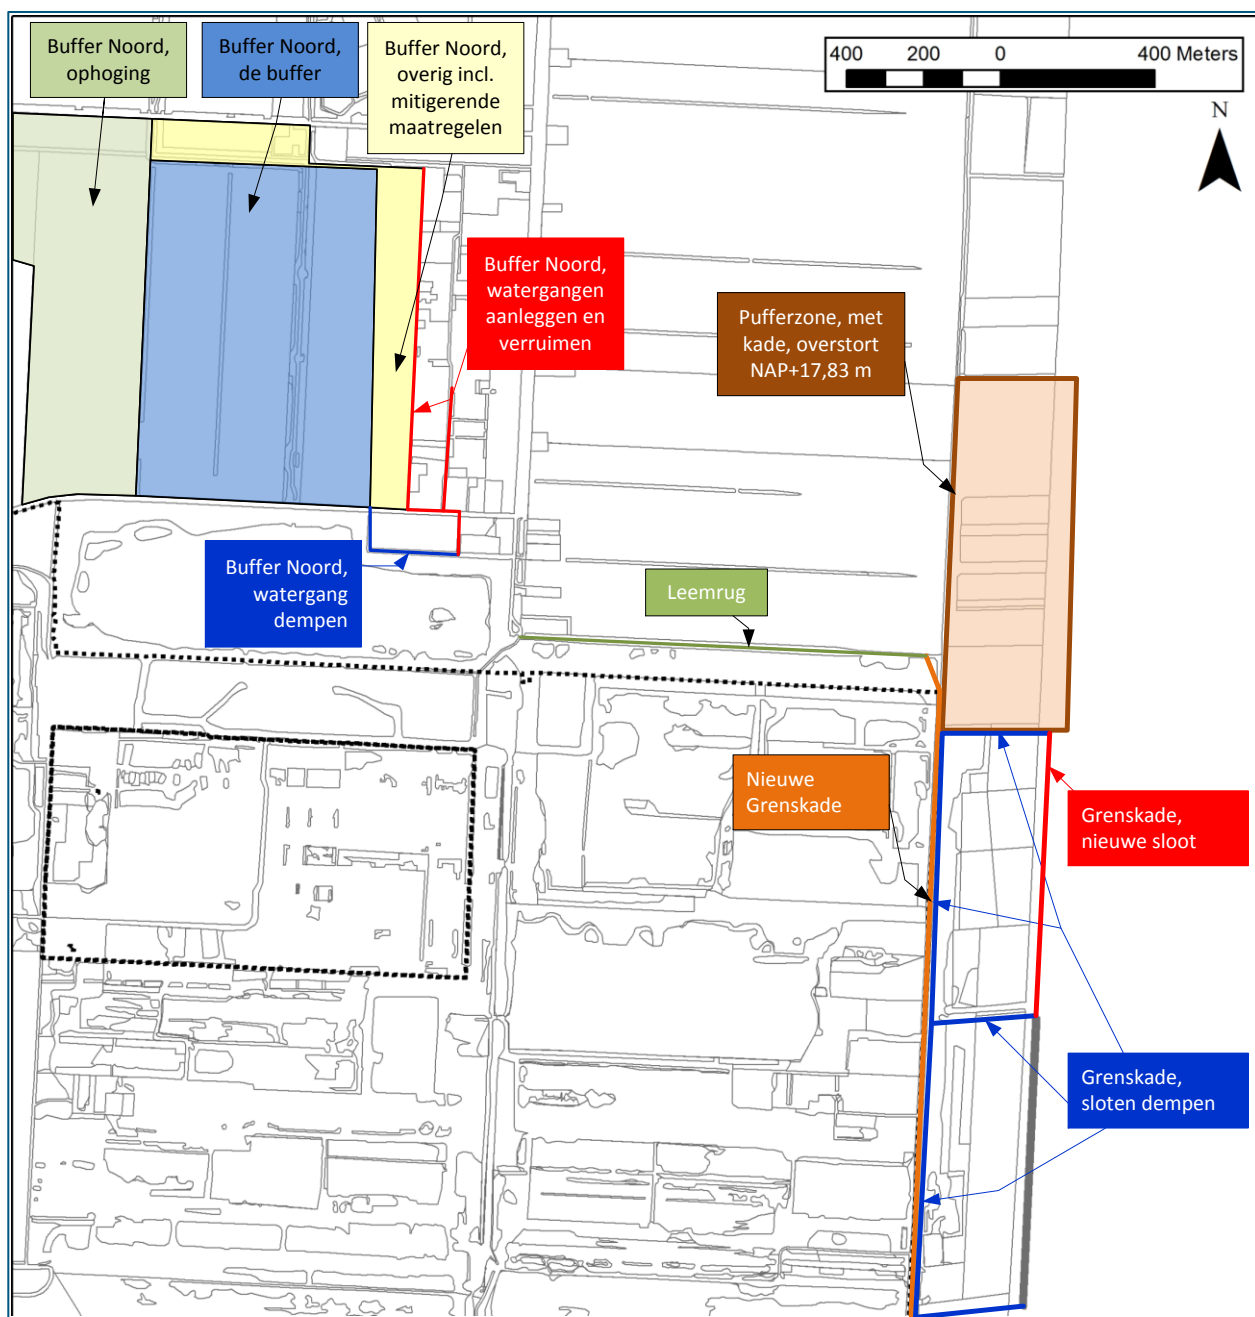 Buffer Noord,
ophoging
Buffer Noord,
de buffer
Buffer Noord,
overig incl.
mitigerende
maatregelen
400 200 0 400 Meters
N
Buffer Noord,
watergangen
aanleggen en
verruimen
Pufferzone, met
kade, overstort
NAP+17,83 m
Buffer Noord,
watergang
dempen
Leemrug
Nieuwe
Grenskade
Grenskade,
nieuwe sloot
Grenskade,
sloten dempen